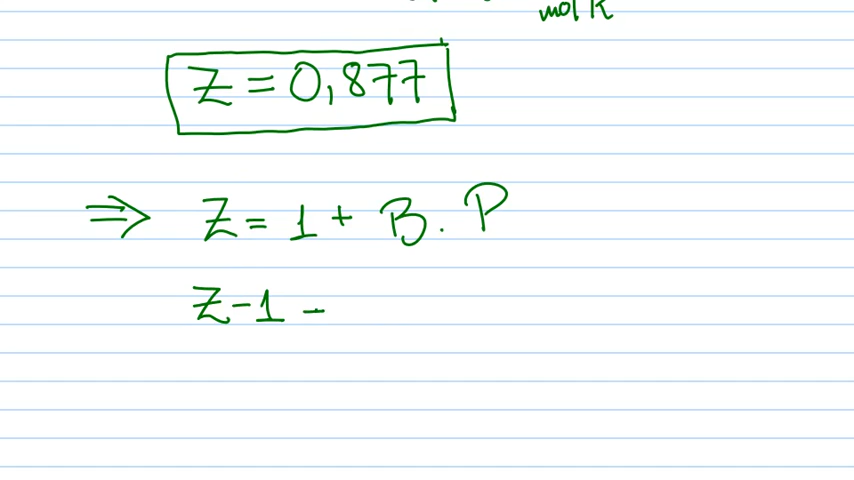 mol K
Z = 0,877
⇒ Z = 1 + B . P
Z - 1 -